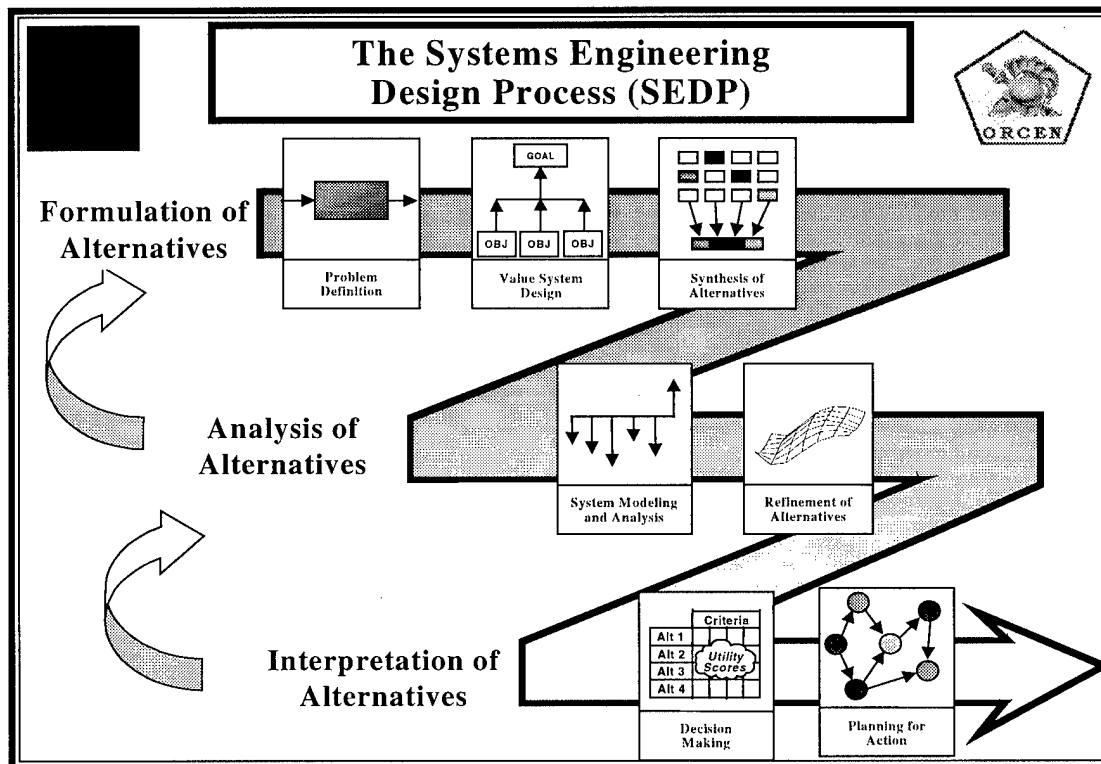 The Systems Engineering
Design Process (SEDP)
ORCEN
Formulation of
Alternatives
GOAL
OBJ OBJ OBJ
Problem
Definition
Value System
Design
Synthesis of
Alternatives
Analysis of
Alternatives
System Modeling
and Analysis
Refinement of
Alternatives
Interpretation of
Alternatives
Criteria
Alt 1
Alt 2
Alt 3
Alt 4
Utility
Scores
Decision
Making
Planning for
Action